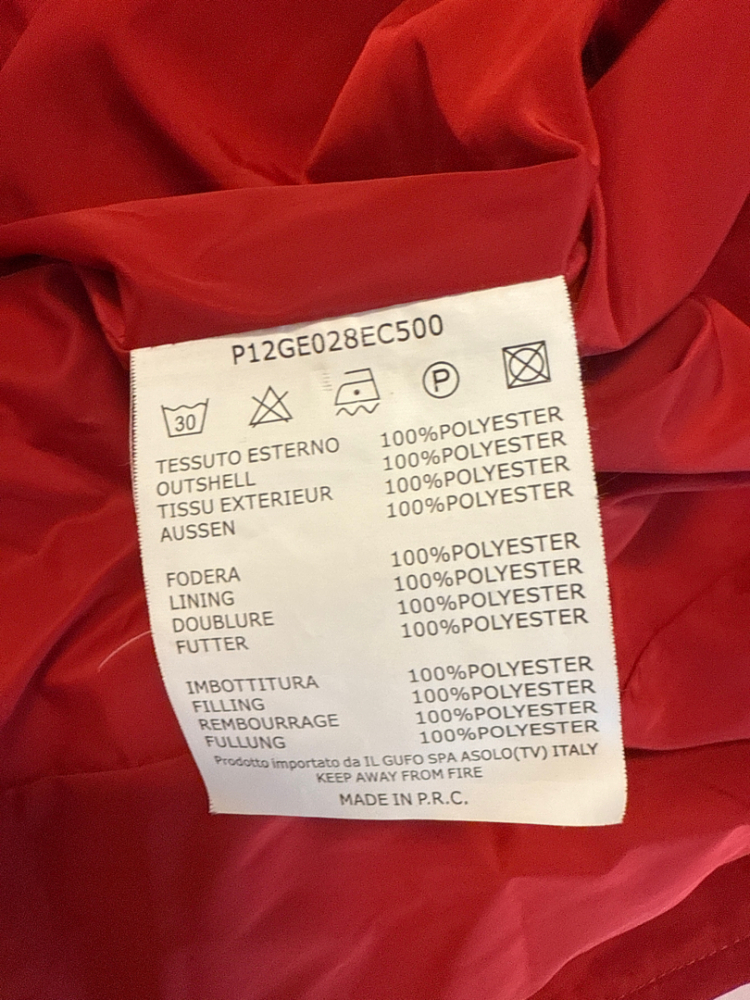 P12GE028EC500
30 P
TESSUTO ESTERNO 100%POLYESTER
OUTSHELL 100%POLYESTER
TISSU EXTERIEUR 100%POLYESTER
AUSSEN 100%POLYESTER
FODERA 100%POLYESTER
LINING 100%POLYESTER
DOUBLURE 100%POLYESTER
FUTTER 100%POLYESTER
IMBOTTITURA 100%POLYESTER
FILLING 100%POLYESTER
REMBOURRAGE 100%POLYESTER
FULLUNG 100%POLYESTER
Prodotto importato da IL GUFO SPA ASOLO(TV) ITALY
KEEP AWAY FROM FIRE
MADE IN P.R.C.